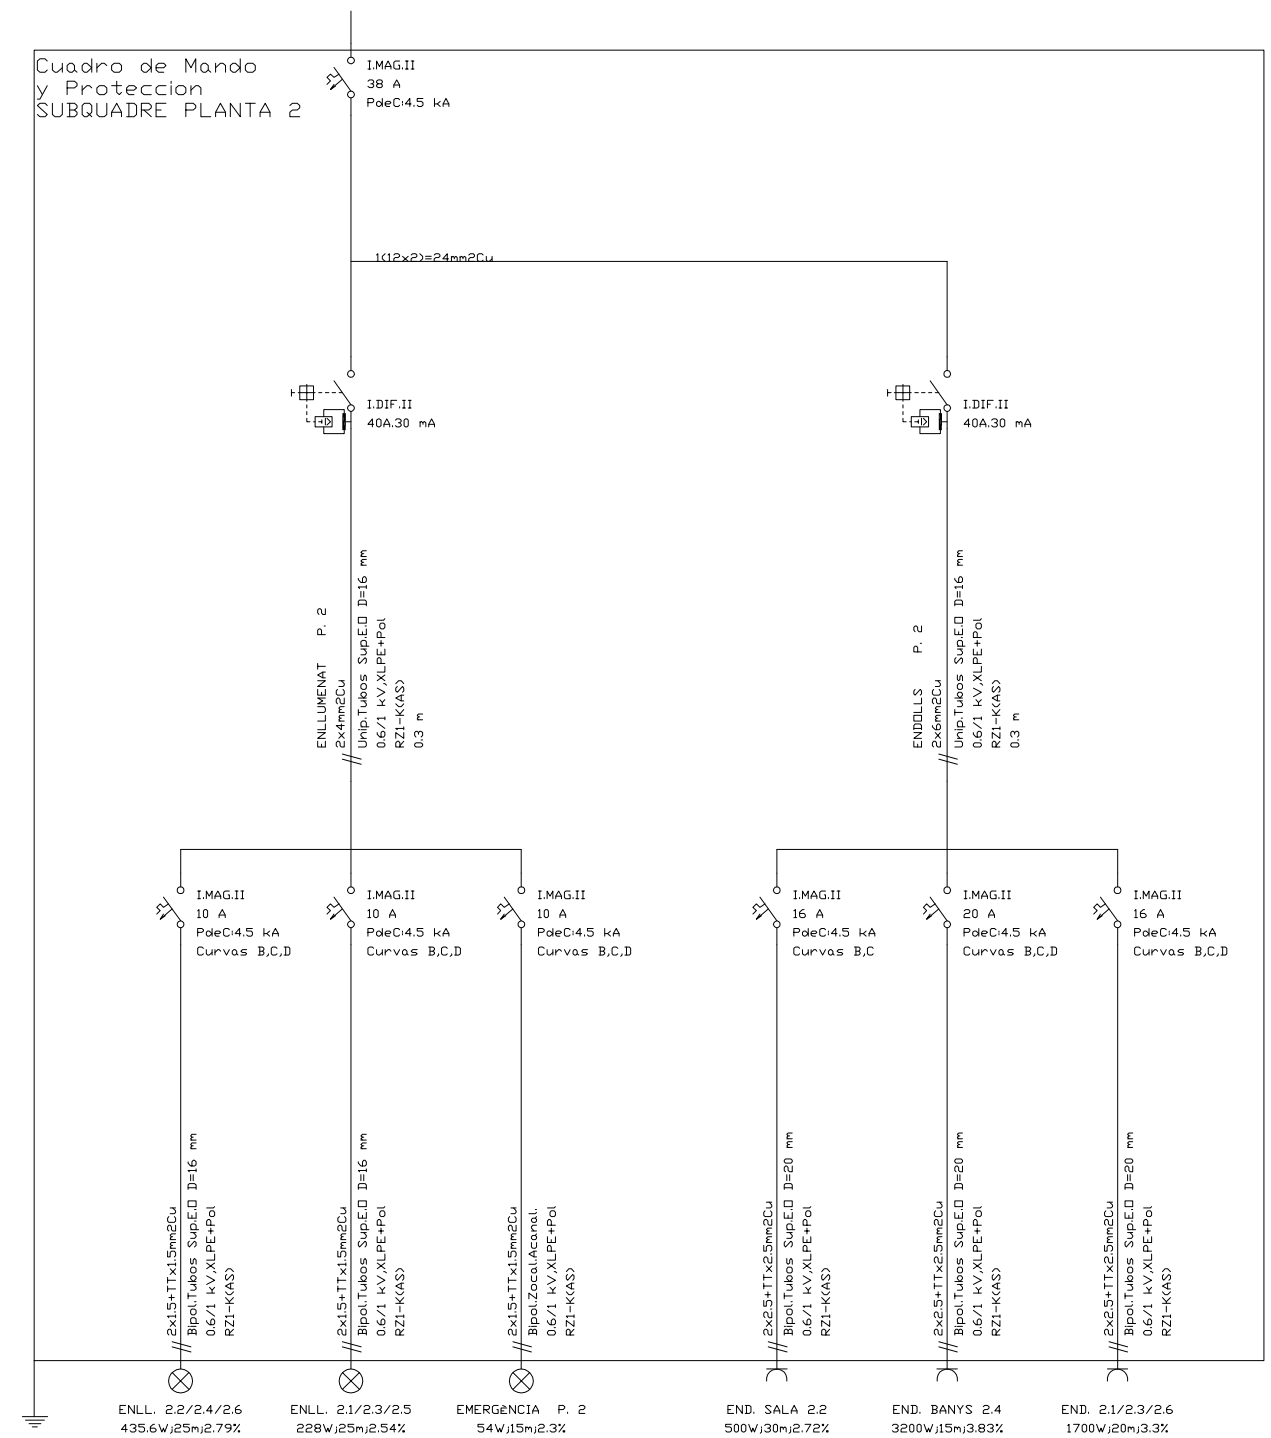 Cuadro de Mando
y Proteccion
SUBQUADRE PLANTA 2
I.MAG.II
38 A
PdeC:4.5 kA
1(12x2)=24mm2Cu
I.DIF.II
40A.30 mA
I.DIF.II
40A.30 mA
ENLLUMENAT P. 2
2x4mm2Cu
Unip.Tubos Sup.E.O D=16 mm
0.6/1 kV,XLPE+Pol
RZ1-K(AS)
0.3 m
ENDOLLS P. 2
2x6mm2Cu
Unip.Tubos Sup.E.O D=16 mm
0.6/1 kV,XLPE+Pol
RZ1-K(AS)
0.3 m
I.MAG.II
10 A
PdeC:4.5 kA
Curvas B,C,D
I.MAG.II
10 A
PdeC:4.5 kA
Curvas B,C,D
I.MAG.II
10 A
PdeC:4.5 kA
Curvas B,C,D
I.MAG.II
16 A
PdeC:4.5 kA
Curvas B,C
I.MAG.II
20 A
PdeC:4.5 kA
Curvas B,C,D
I.MAG.II
16 A
PdeC:4.5 kA
Curvas B,C,D
2x1.5+TTx1.5mm2Cu
Bipol.Tubos Sup.E.O D=16 mm
0.6/1 kV,XLPE+Pol
RZ1-K(AS)
2x1.5+TTx1.5mm2Cu
Bipol.Tubos Sup.E.O D=16 mm
0.6/1 kV,XLPE+Pol
RZ1-K(AS)
2x1.5+TTx1.5mm2Cu
Bipol.Zocal.Acanal.
0.6/1 kV,XLPE+Pol
RZ1-K(AS)
2x2.5+TTx2.5mm2Cu
Bipol.Tubos Sup.E.O D=20 mm
0.6/1 kV,XLPE+Pol
RZ1-K(AS)
2x2.5+TTx2.5mm2Cu
Bipol.Tubos Sup.E.O D=20 mm
0.6/1 kV,XLPE+Pol
RZ1-K(AS)
2x2.5+TTx2.5mm2Cu
Bipol.Tubos Sup.E.O D=20 mm
0.6/1 kV,XLPE+Pol
RZ1-K(AS)
ENLL. 2.2/2.4/2.6
435.6W;25m;2.79%
ENLL. 2.1/2.3/2.5
228W;25m;2.54%
EMERGèNCIA P. 2
54W;15m;2.3%
END. SALA 2.2
500W;30m;2.72%
END. BANYS 2.4
3200W;15m;3.83%
END. 2.1/2.3/2.6
1700W;20m;3.3%